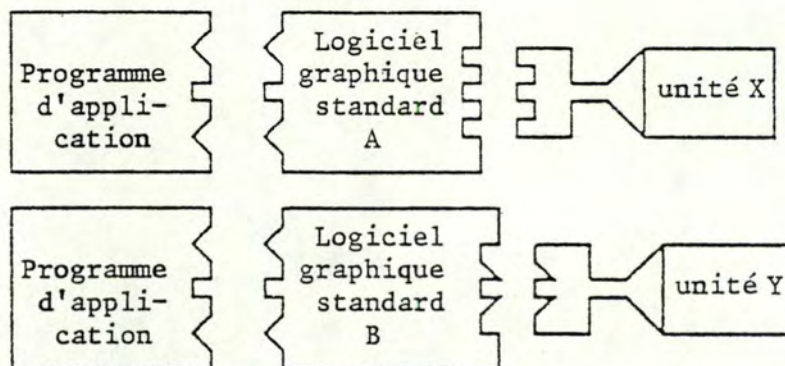 Programme
d'appli-
cation
Logiciel
graphique
standard
A
unité X
Programme
d'appli-
cation
Logiciel
graphique
standard
B
unité Y